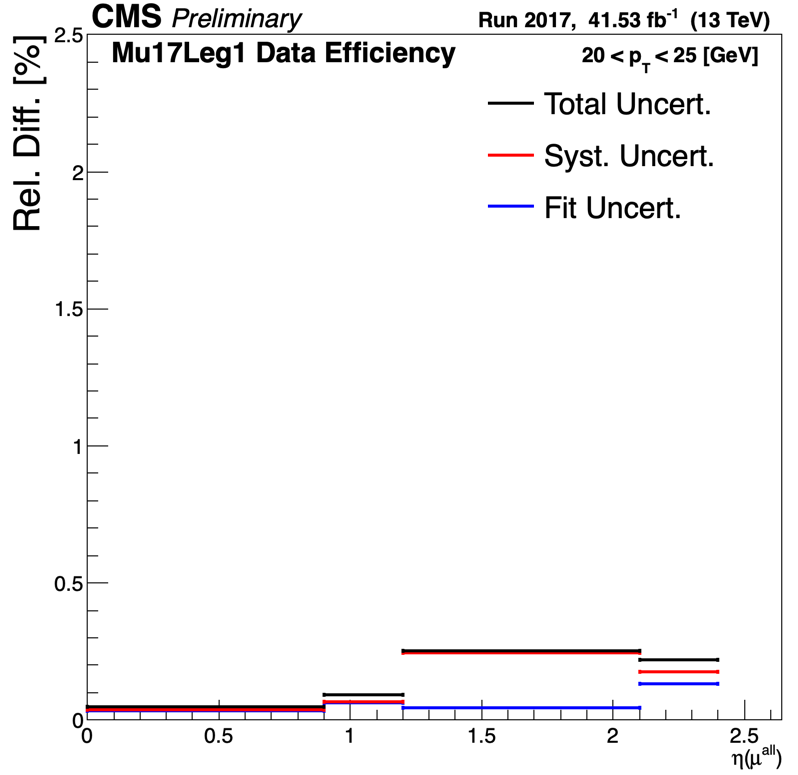 CMS Preliminary
Run 2017, 41.53 fb⁻¹ (13 TeV)
Mu17Leg1 Data Efficiency
20 < p_T < 25 [GeV]
Total Uncert.
Syst. Uncert.
Fit Uncert.
Rel. Diff. [%]
2.5
2
1.5
1
0.5
0
0 0.5 1 1.5 2 2.5
η(μ^all)